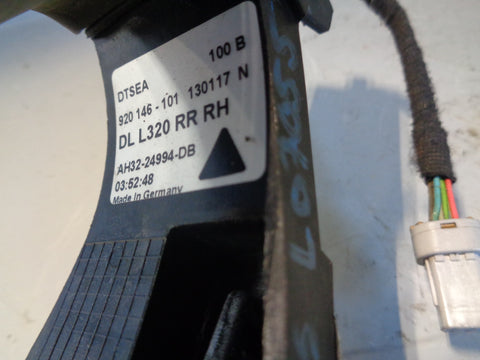 DTSEA 100 B
920 146 - 101 130117 N
DL L320 RR RH
AH32-24994-DB
03:52:48
Made in Germany